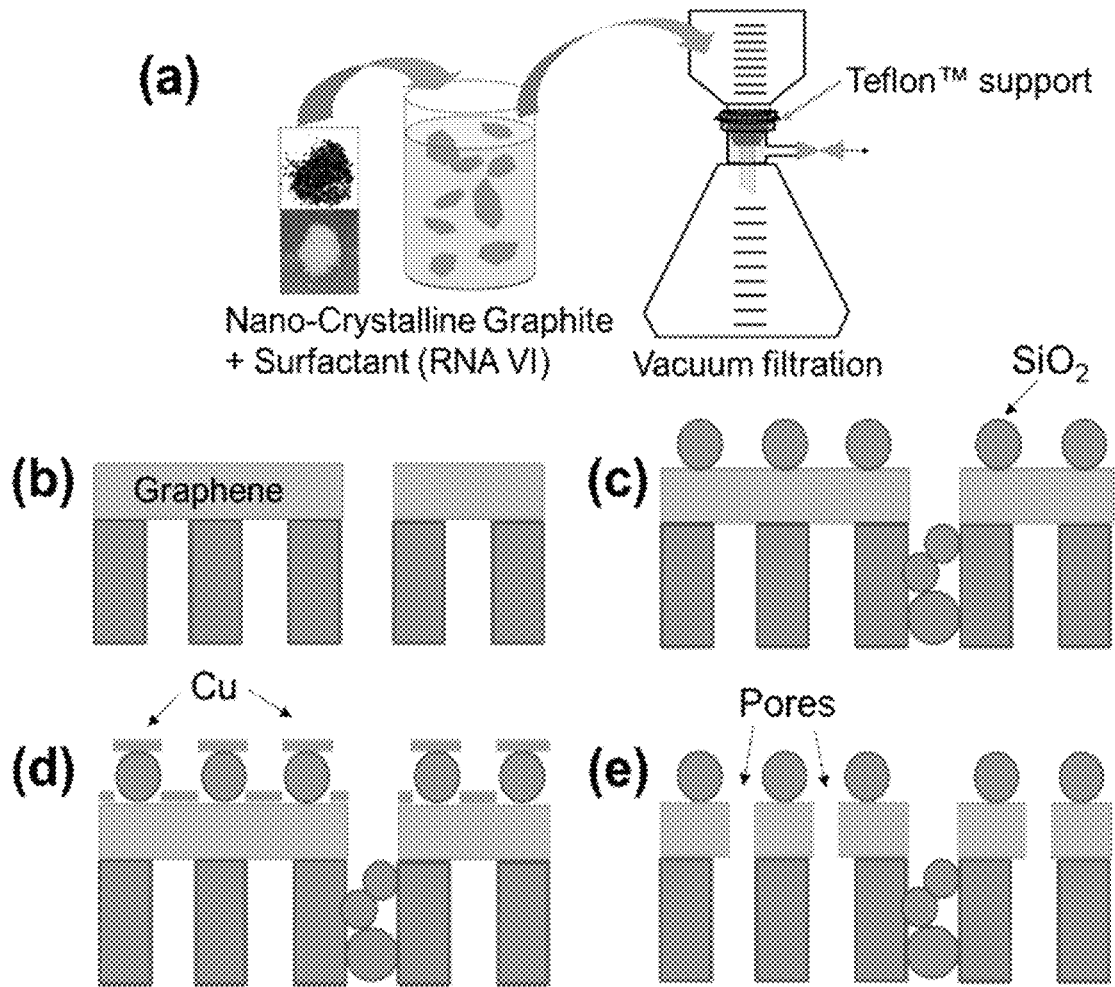 (a)
Teflon™ support
Nano-Crystalline Graphite
+ Surfactant (RNA VI)
Vacuum filtration
SiO₂
(b)
Graphene
(c)
Cu
(d)
Pores
(e)